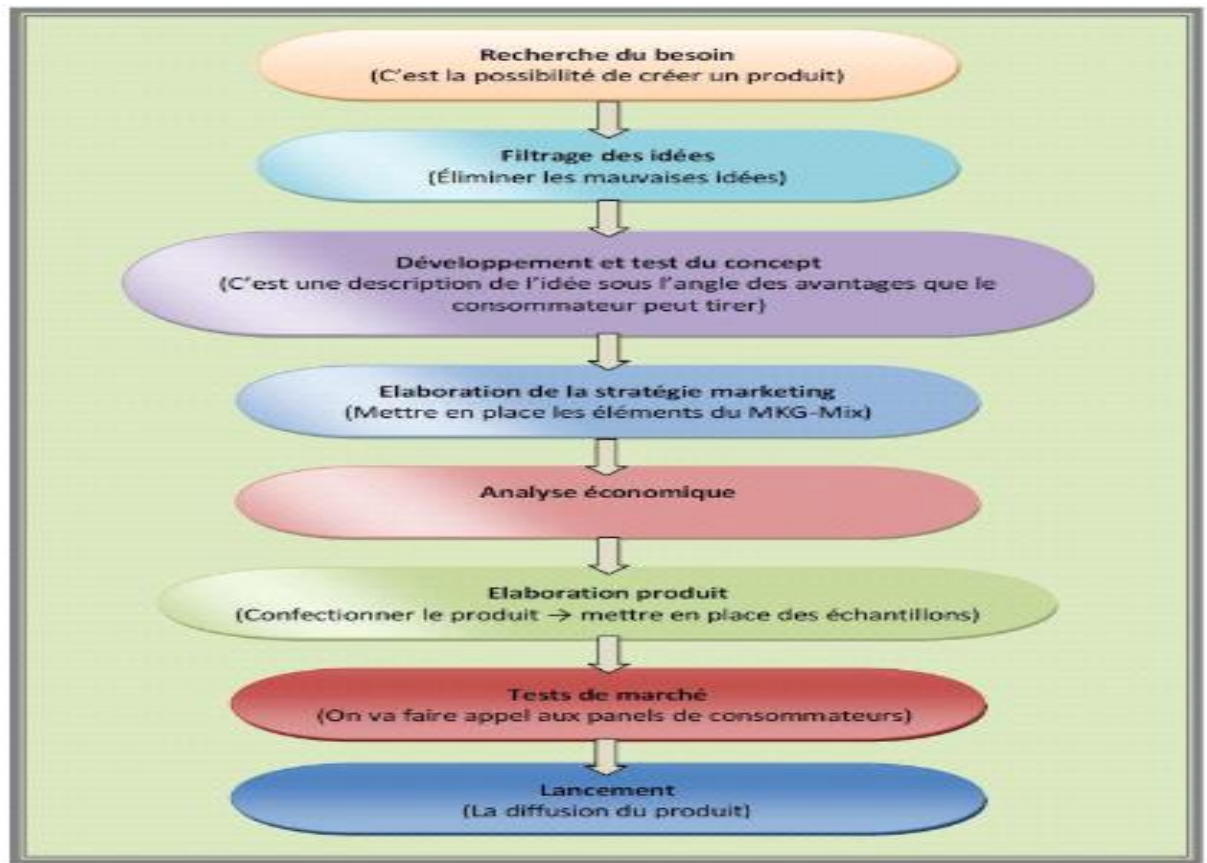 Recherche du besoin
(C’est la possibilité de créer un produit)
Filtrage des idées
(Éliminer les mauvaises idées)
Développement et test du concept
(C’est une description de l’idée sous l’angle des avantages que le
consommateur peut tirer)
Elaboration de la stratégie marketing
(Mettre en place les éléments du MKG-Mix)
Analyse économique
Elaboration produit
(Confectionner le produit → mettre en place des échantillons)
Tests de marché
(On va faire appel aux panels de consommateurs)
Lancement
(La diffusion du produit)